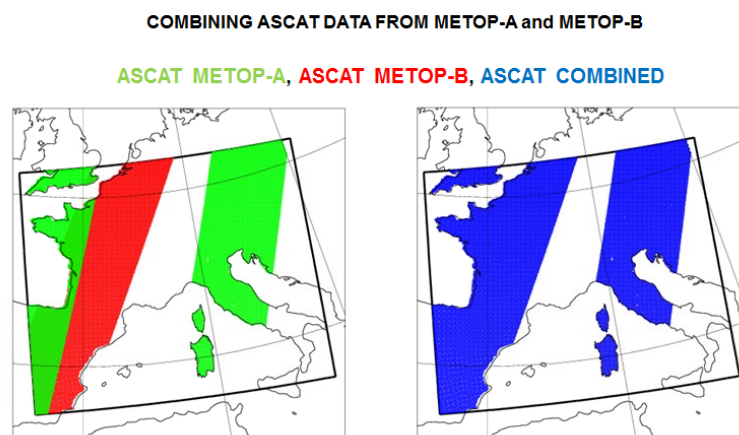 COMBINING ASCAT DATA FROM METOP-A and METOP-B
ASCAT METOP-A, ASCAT METOP-B, ASCAT COMBINED